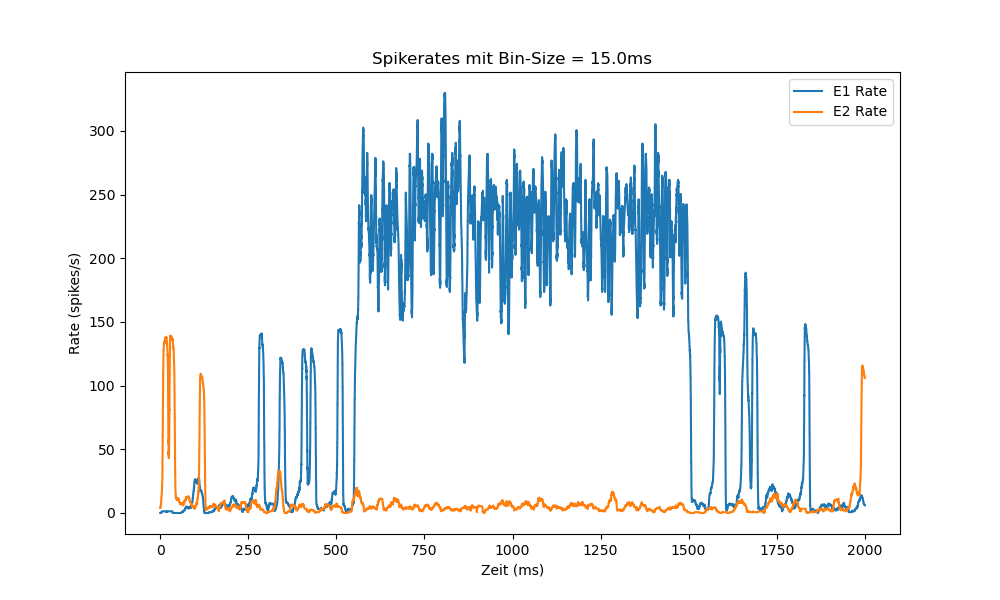 Spikerates mit Bin-Size = 15.0ms
E1 Rate
E2 Rate
Rate (spikes/s)
300
250
200
150
100
50
0
0 250 500 750 1000 1250 1500 1750 2000
Zeit (ms)